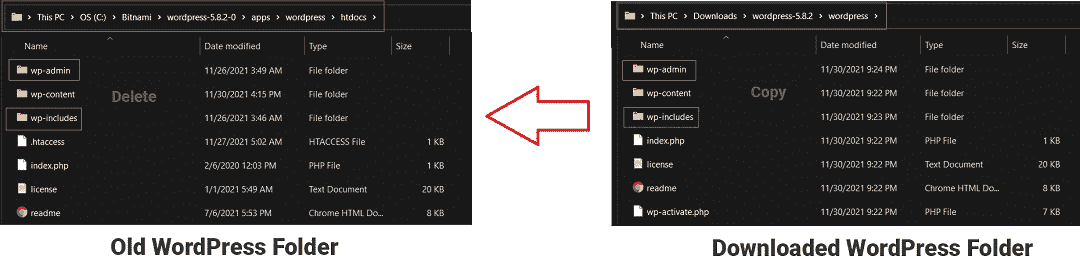 This PC > OS (C:) > Bitnami > wordpress-5.8.2-0 > apps > wordpress > htdocs >
Name Date modified Type Size
wp-admin 11/26/2021 3:49 AM File folder
wp-content 11/30/2021 4:15 PM File folder
Delete
wp-includes 11/26/2021 3:46 AM File folder
.htaccess 11/27/2021 5:02 AM HTACCESS File 1 KB
index.php 2/6/2020 12:03 PM PHP File 1 KB
license 1/1/2021 5:49 AM Text Document 20 KB
readme 7/6/2021 5:53 PM Chrome HTML Do... 8 KB
Old WordPress Folder
This PC > Downloads > wordpress-5.8.2 > wordpress >
Name Date modified Type Size
wp-admin 11/30/2021 9:24 PM File folder
wp-content 11/30/2021 9:22 PM File folder
Copy
wp-includes 11/30/2021 9:23 PM File folder
index.php 11/30/2021 9:22 PM PHP File 1 KB
license 11/30/2021 9:22 PM Text Document 20 KB
readme 11/30/2021 9:22 PM Chrome HTML Do... 8 KB
wp-activate.php 11/30/2021 9:22 PM PHP File 7 KB
Downloaded WordPress Folder